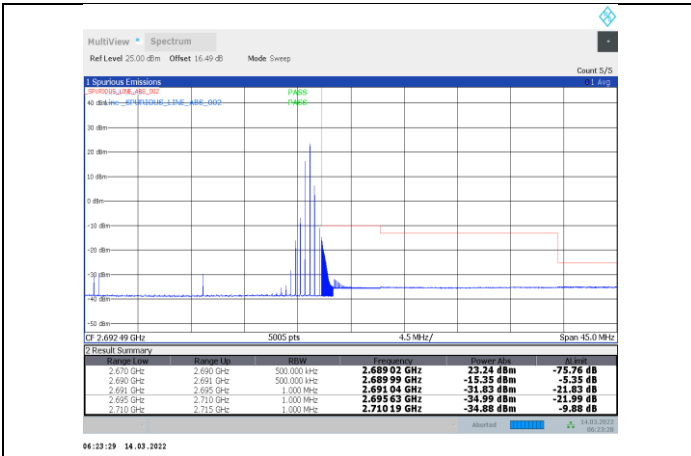 MultiView Spectrum
Ref Level 25.00 dBm Offset 16.49 dB Mode Sweep
Count 5/5
1 Spurious Emissions 1 Avg
_SPURIOUS_LINE_ABS_002 PASS
40 dBm Line _SPURIOUS_LINE_ABS_002 PASS
30 dBm
20 dBm
10 dBm
0 dBm
-10 dBm
-20 dBm
-30 dBm
-40 dBm
-50 dBm
CF 2.692 49 GHz 5005 pts 4.5 MHz/ Span 45.0 MHz
2 Result Summary
Range Low Range Up RBW Frequency Power Abs ΔLimit
2.670 GHz 2.690 GHz 500.000 kHz 2.689 02 GHz 23.24 dBm -75.76 dB
2.690 GHz 2.691 GHz 500.000 kHz 2.689 99 GHz -15.35 dBm -5.35 dB
2.691 GHz 2.695 GHz 1.000 MHz 2.691 04 GHz -31.83 dBm -21.83 dB
2.695 GHz 2.710 GHz 1.000 MHz 2.695 63 GHz -34.99 dBm -21.99 dB
2.710 GHz 2.715 GHz 1.000 MHz 2.710 19 GHz -34.88 dBm -9.88 dB
Aborted 14.03.2022
06:23:28
06:23:29 14.03.2022